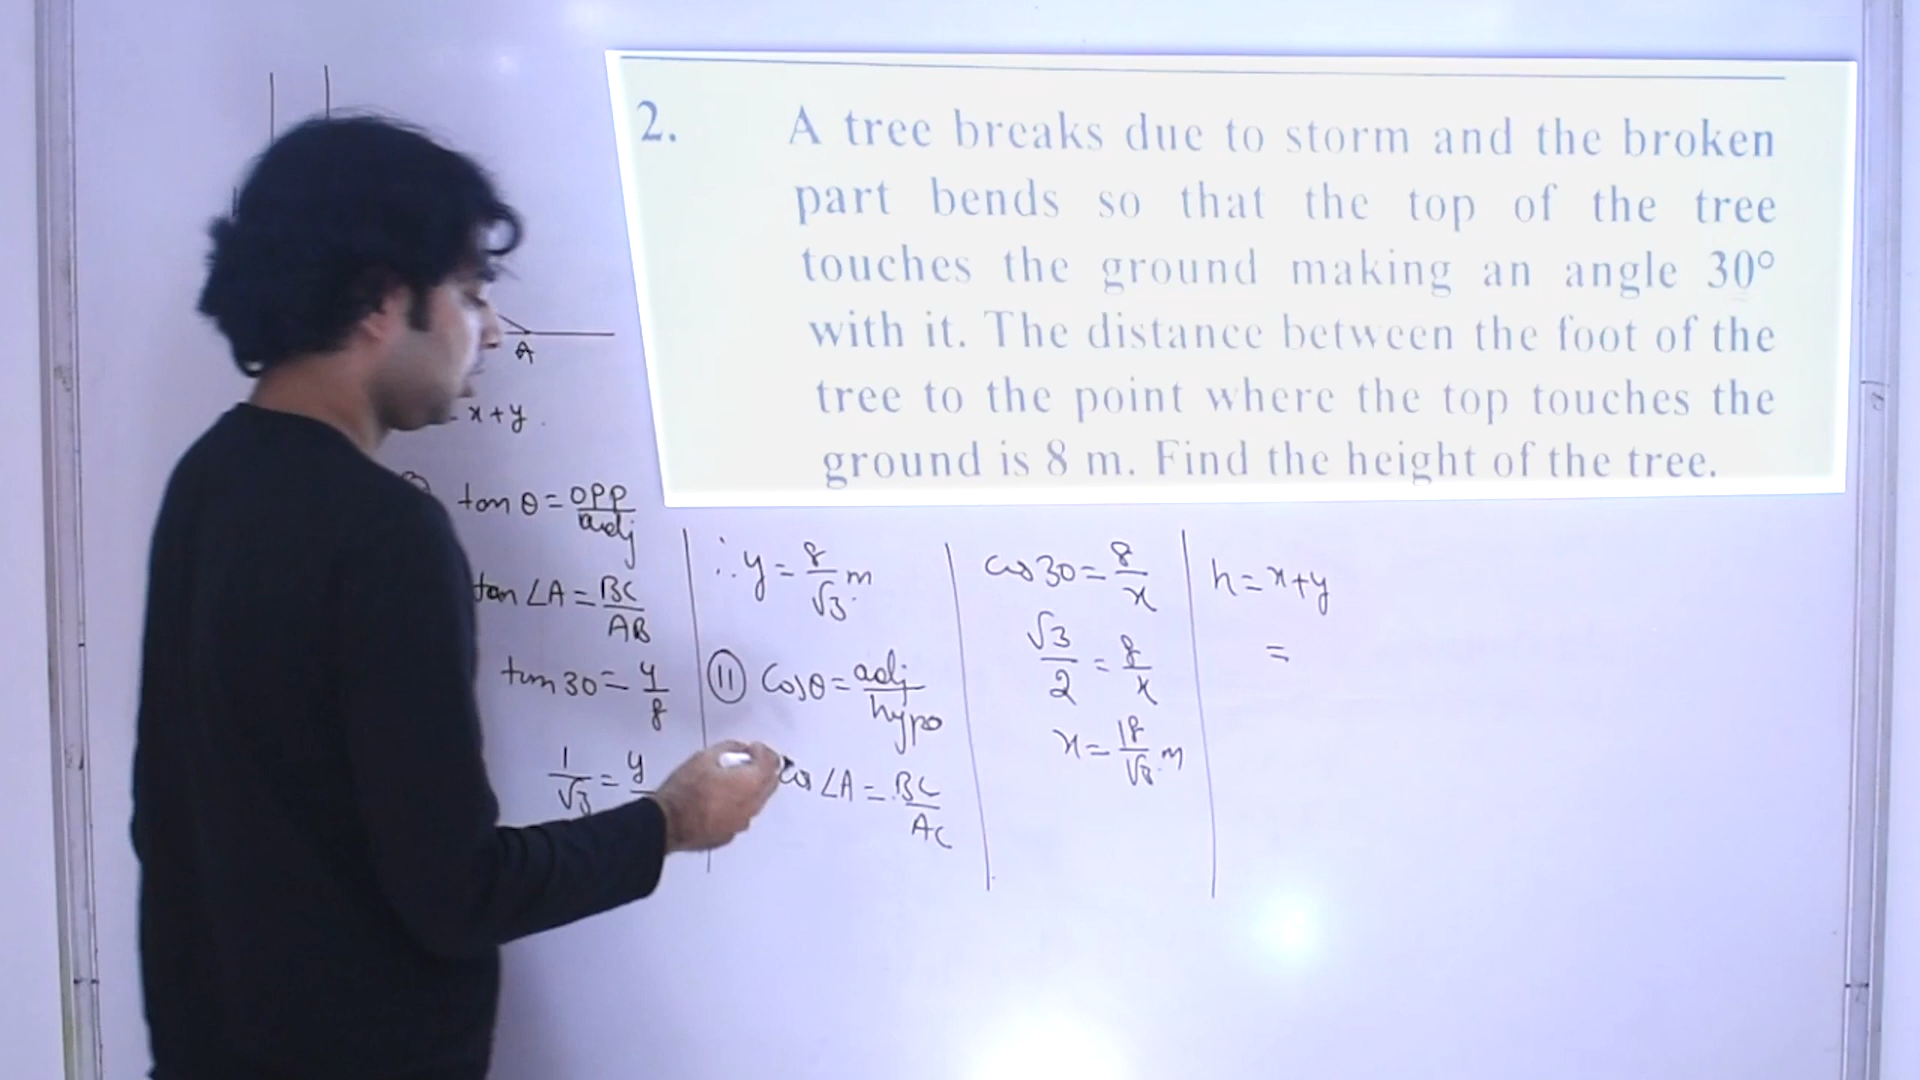 2. A tree breaks due to storm and the broken
part bends so that the top of the tree
touches the ground making an angle 30°
with it. The distance between the foot of the
tree to the point where the top touches the
ground is 8 m. Find the height of the tree.
A
= x+y.
tan θ = opp/adj
tan ∠A = BC/AB
tan 30 = y/8
1/√3 = y
∴ y = 8/√3 m
(II) Cosθ = adj/hypo
cos ∠A = BC/AC
cos 30 = 8/x
√3/2 = 8/x
x = 18/√3 m
h = x+y
=